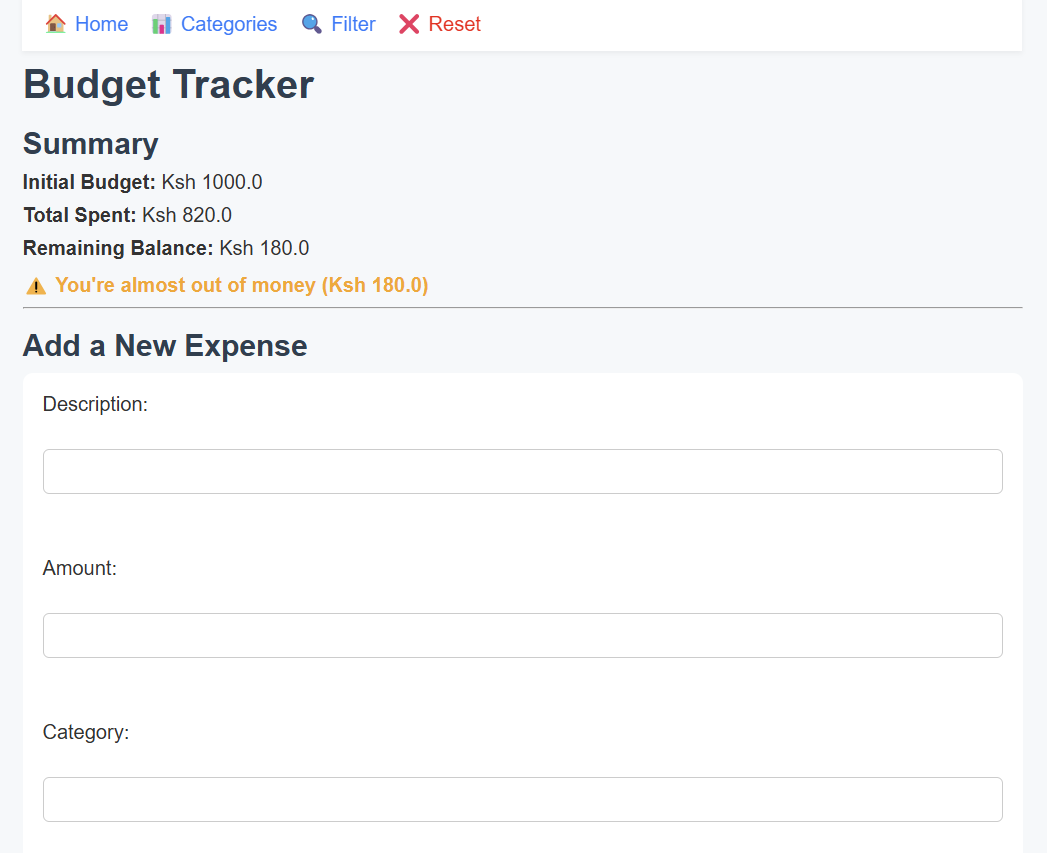 Home Categories Filter Reset
Budget Tracker
Summary
Initial Budget: Ksh 1000.0
Total Spent: Ksh 820.0
Remaining Balance: Ksh 180.0
You're almost out of money (Ksh 180.0)
Add a New Expense
Description:
Amount:
Category: